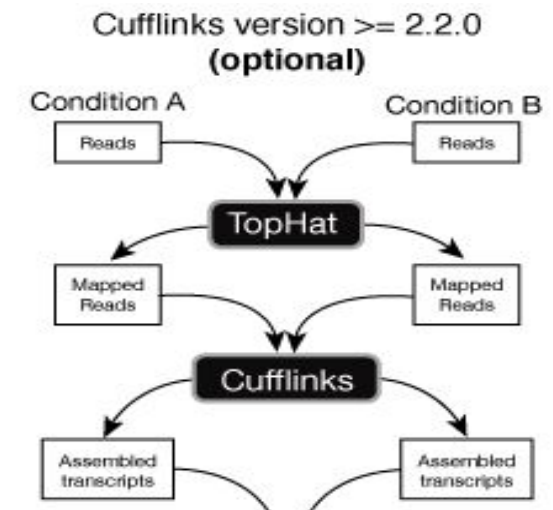 Cufflinks version >= 2.2.0
(optional)
Condition A
Condition B
Reads
Reads
TopHat
Mapped
Reads
Mapped
Reads
Cufflinks
Assembled
transcripts
Assembled
transcripts